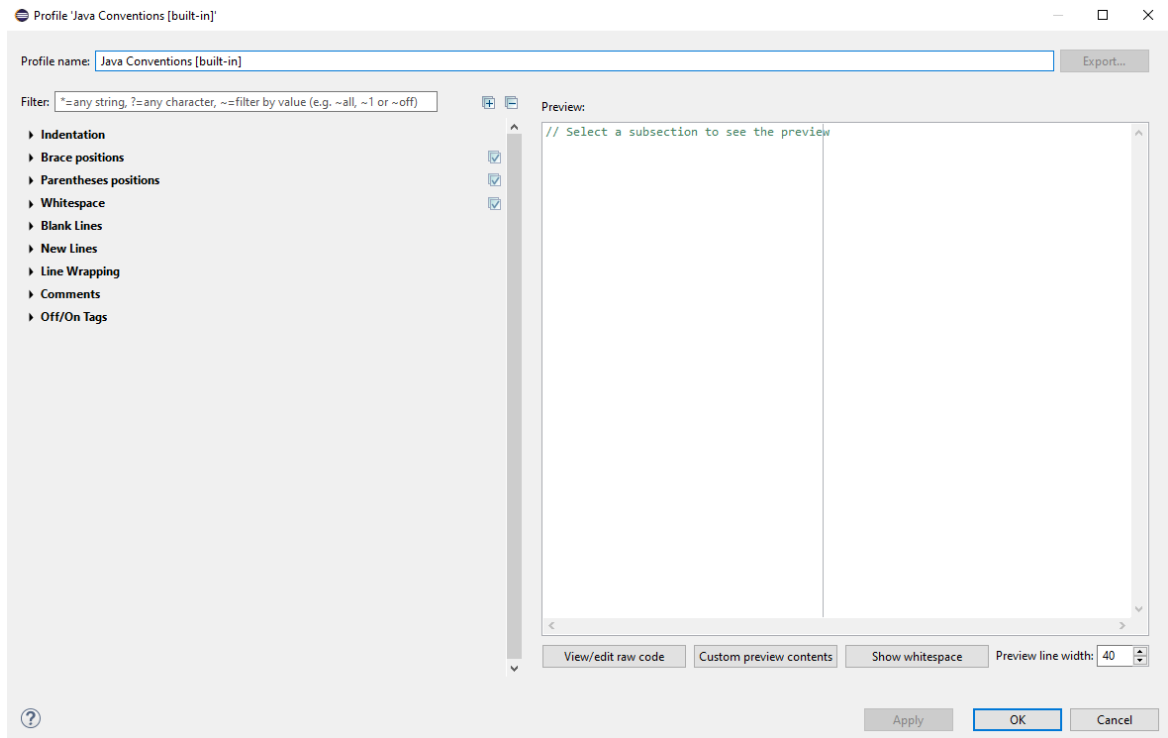 Profile 'Java Conventions [built-in]'
Profile name: Java Conventions [built-in] Export...
Filter: *=any string, ?=any character, ~=filter by value (e.g. ~all, ~1 or ~off)
Indentation
Brace positions
Parentheses positions
Whitespace
Blank Lines
New Lines
Line Wrapping
Comments
Off/On Tags
Preview:
// Select a subsection to see the preview
View/edit raw code Custom preview contents Show whitespace Preview line width: 40
? Apply OK Cancel